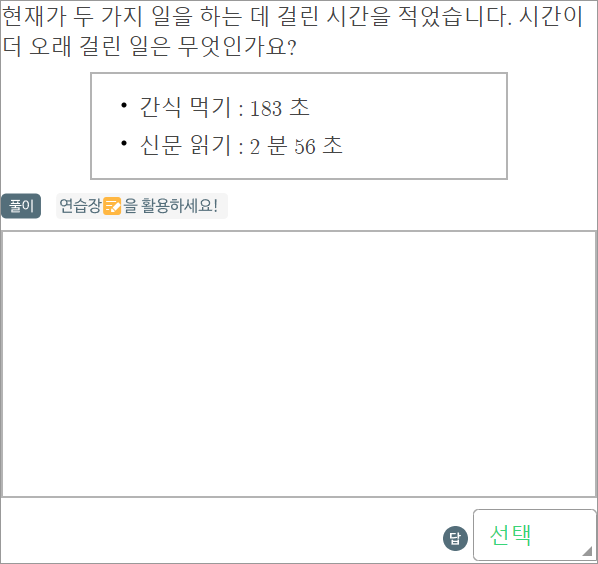 현재가 두 가지 일을 하는 데 걸린 시간을 적었습니다. 시간이
더 오래 걸린 일은 무엇인가요?
• 간식 먹기 : 183 초
• 신문 읽기 : 2 분 56 초
풀이 연습장을 활용하세요!
답 선택